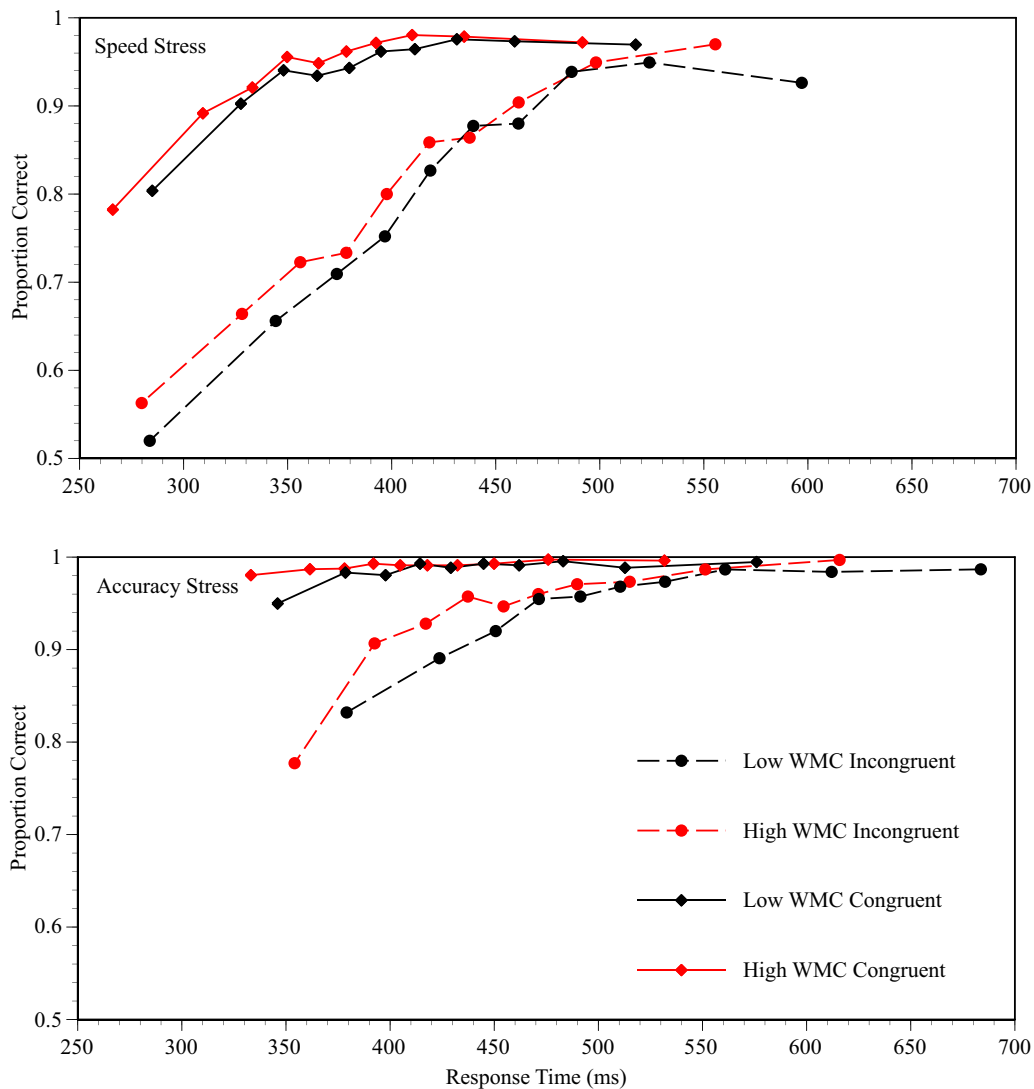 1
Speed Stress
0.9
0.8
Proportion Correct
0.7
0.6
0.5
250 300 350 400 450 500 550 600 650 700
1
Accuracy Stress
0.9
0.8
Proportion Correct
0.7
0.6
0.5
Low WMC Incongruent
High WMC Incongruent
Low WMC Congruent
High WMC Congruent
250 300 350 400 450 500 550 600 650 700
Response Time (ms)